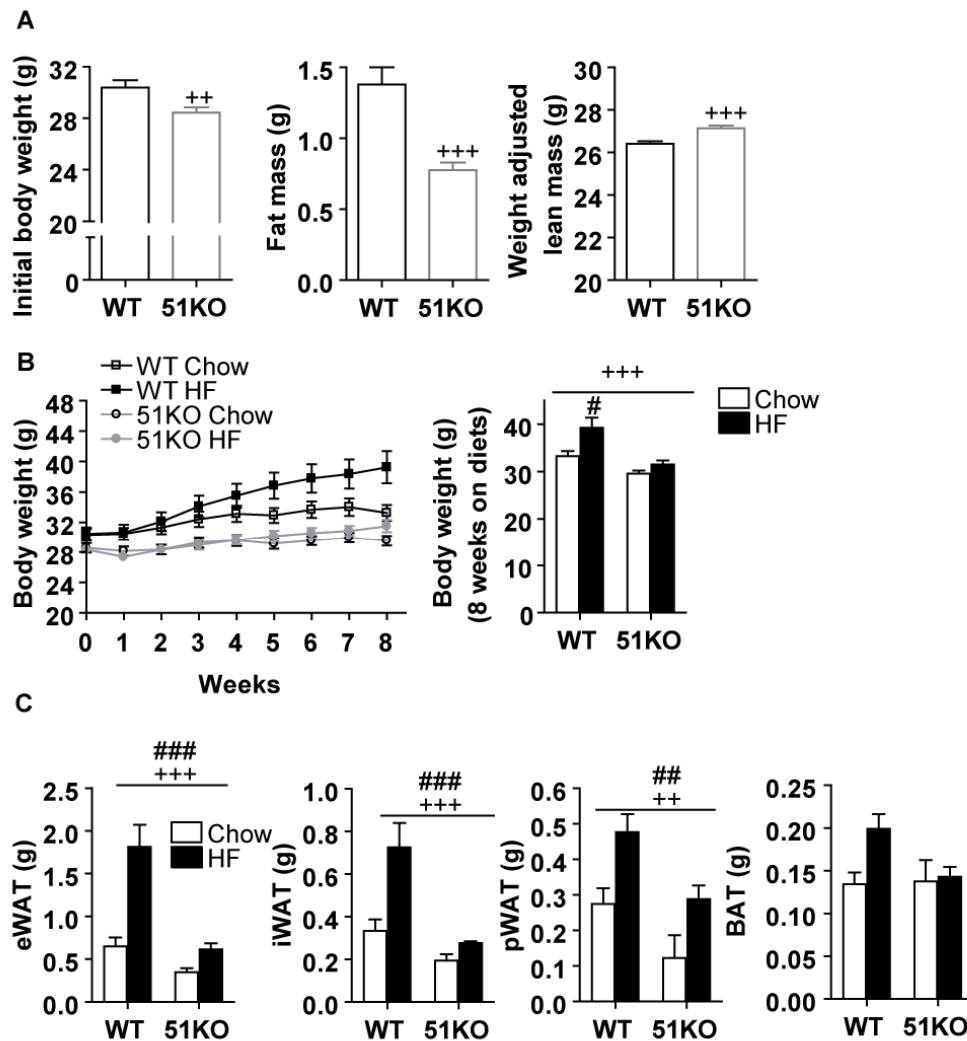 A
Initial body weight (g)
32
28
24
20
0
++
WT 51KO
Fat mass (g)
1.5
1.0
0.5
0.0
+++
WT 51KO
Weight adjusted
lean mass (g)
30
28
26
24
22
20
+++
WT 51KO
B
WT Chow
WT HF
51KO Chow
51KO HF
Body weight (g)
48
44
40
36
32
28
24
20
0 1 2 3 4 5 6 7 8
Weeks
Body weight (g)
(8 weeks on diets)
40
30
20
10
0
+++
#
WT 51KO
Chow
HF
C
eWAT (g)
2.5
2.0
1.5
1.0
0.5
0.0
###
+++
Chow
HF
WT 51KO
iWAT (g)
1.0
0.8
0.6
0.4
0.2
0.0
###
+++
WT 51KO
pWAT (g)
0.6
0.5
0.4
0.3
0.2
0.1
0.0
##
++
WT 51KO
BAT (g)
0.25
0.20
0.15
0.10
0.05
0.00
WT 51KO